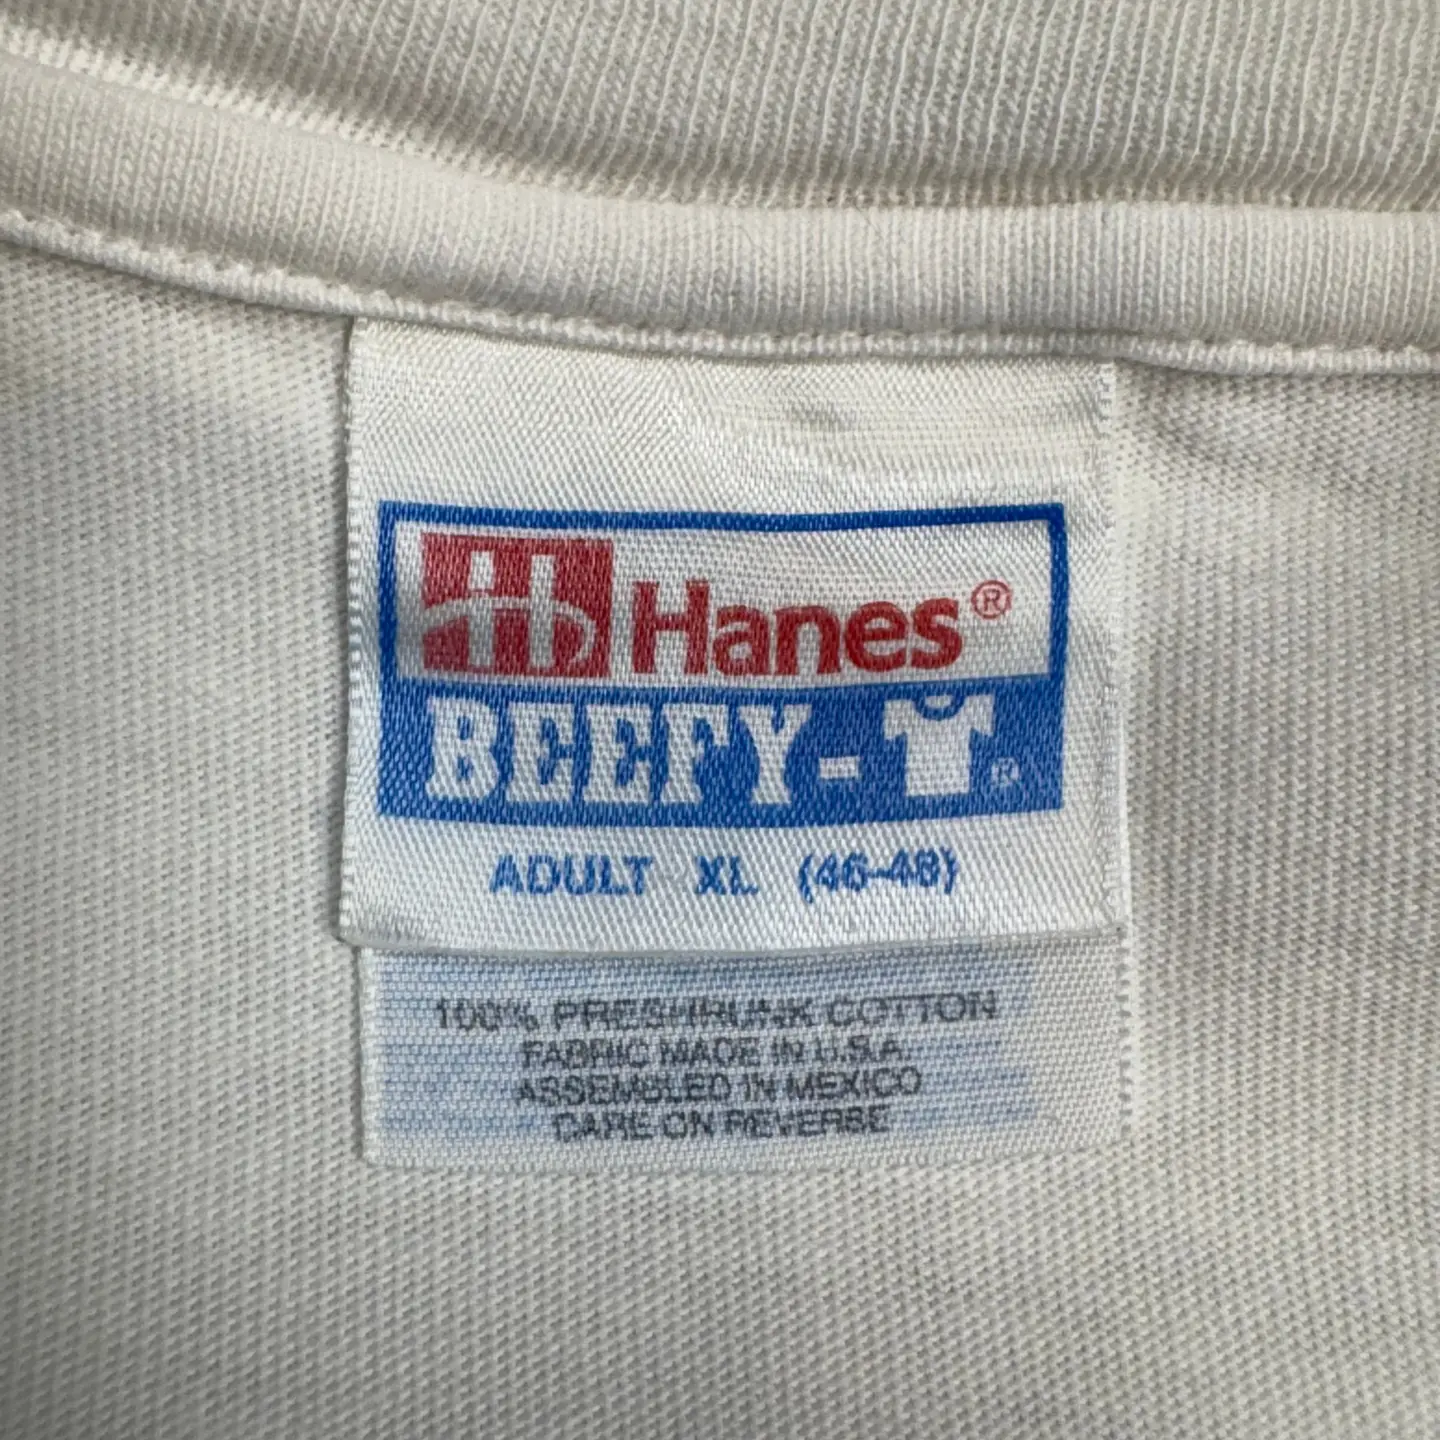 Hanes®
BEEFY-T®
ADULT XL (46-48)
100% PRESHRUNK COTTON
FABRIC MADE IN U.S.A.
ASSEMBLED IN MEXICO
CARE ON REVERSE